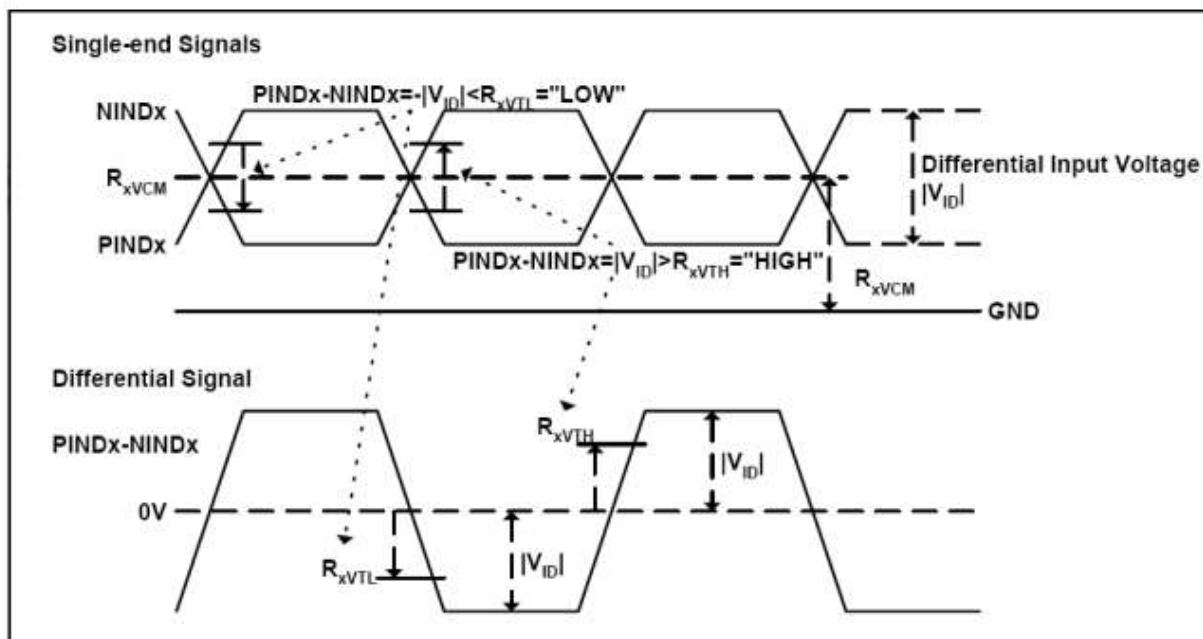 Single-end Signals
PINDx-NINDx=-|VID|<RxVTL="LOW"
NINDx
RxVCM
Differential Input Voltage
|VID|
PINDx
PINDx-NINDx=|VID|>RxVTH="HIGH"
RxVCM
GND
Differential Signal
PINDx-NINDx
RxVTH
|VID|
0V
RxVTL
|VID|